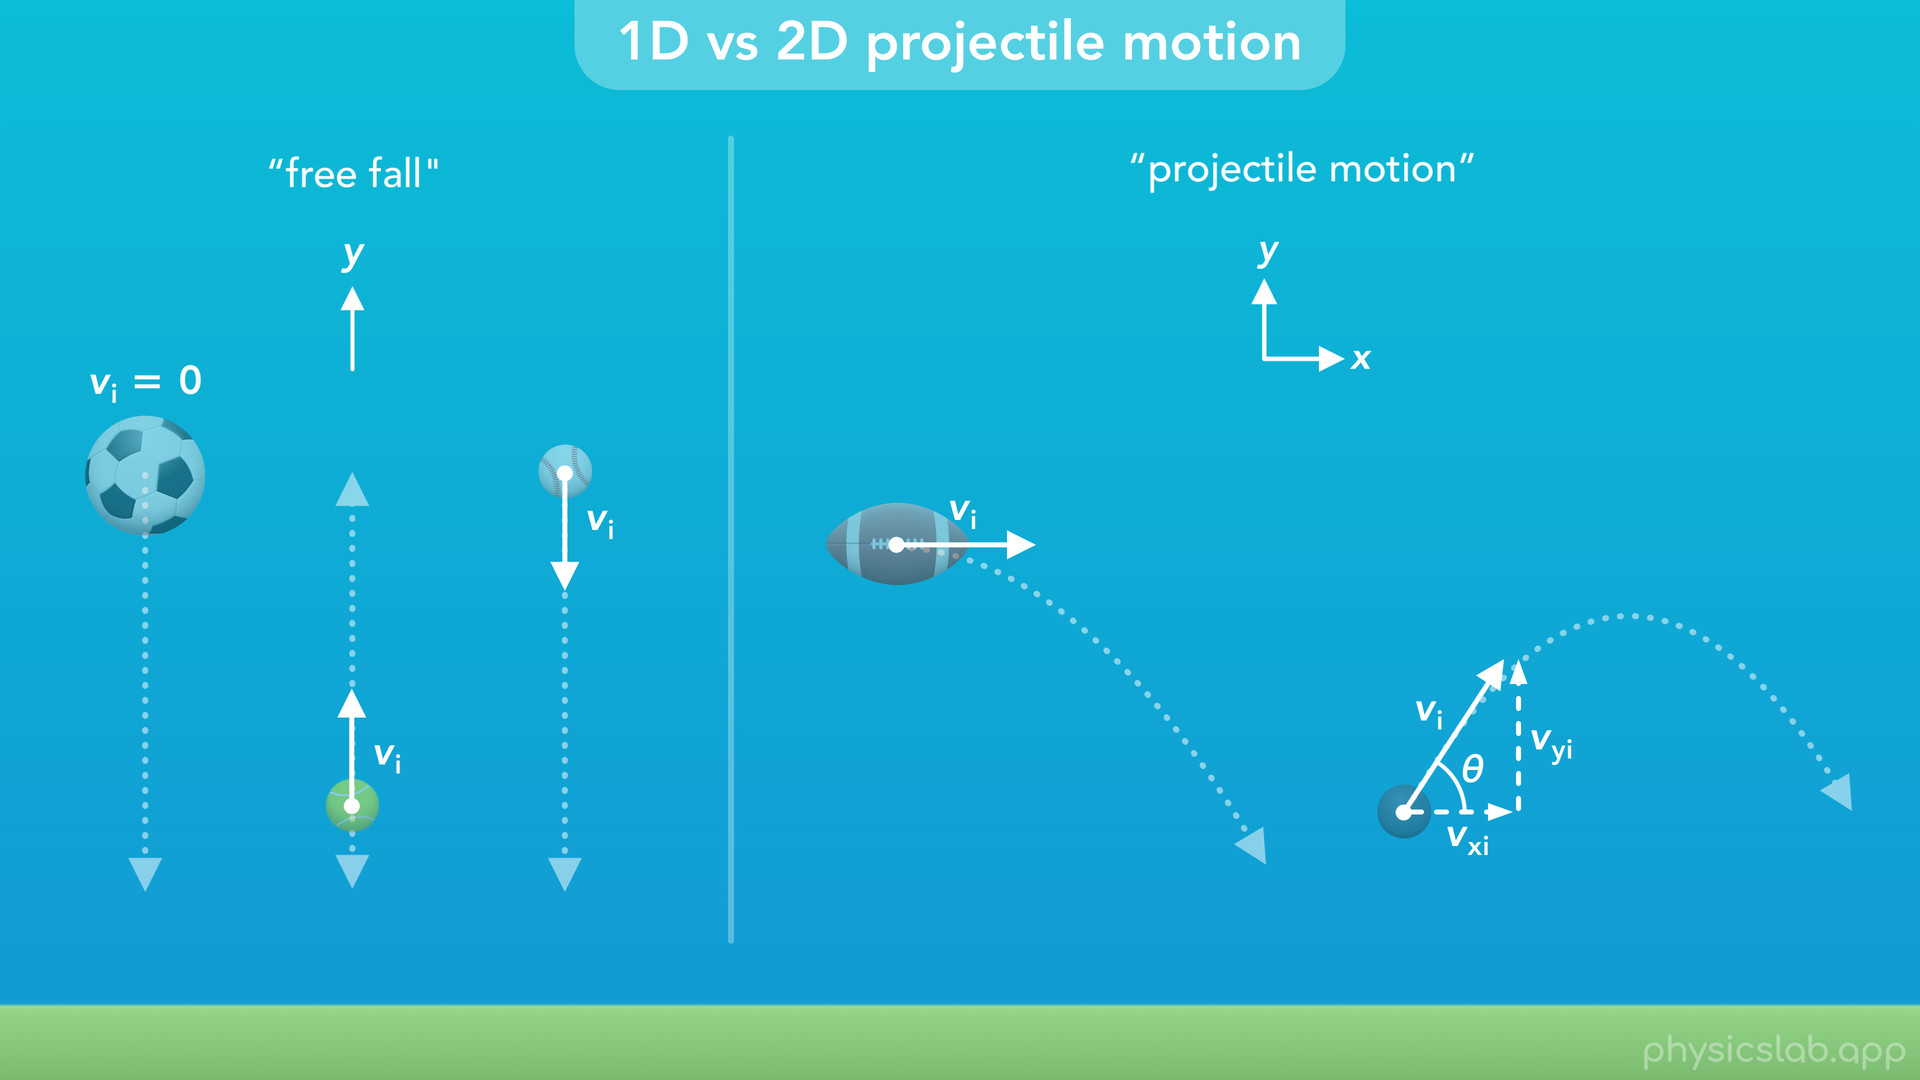 1D vs 2D projectile motion
“free fall"
y
vᵢ = 0
vᵢ
vᵢ
“projectile motion”
y
x
vᵢ
vᵢ
θ
vyi
vxi
physicslab.app